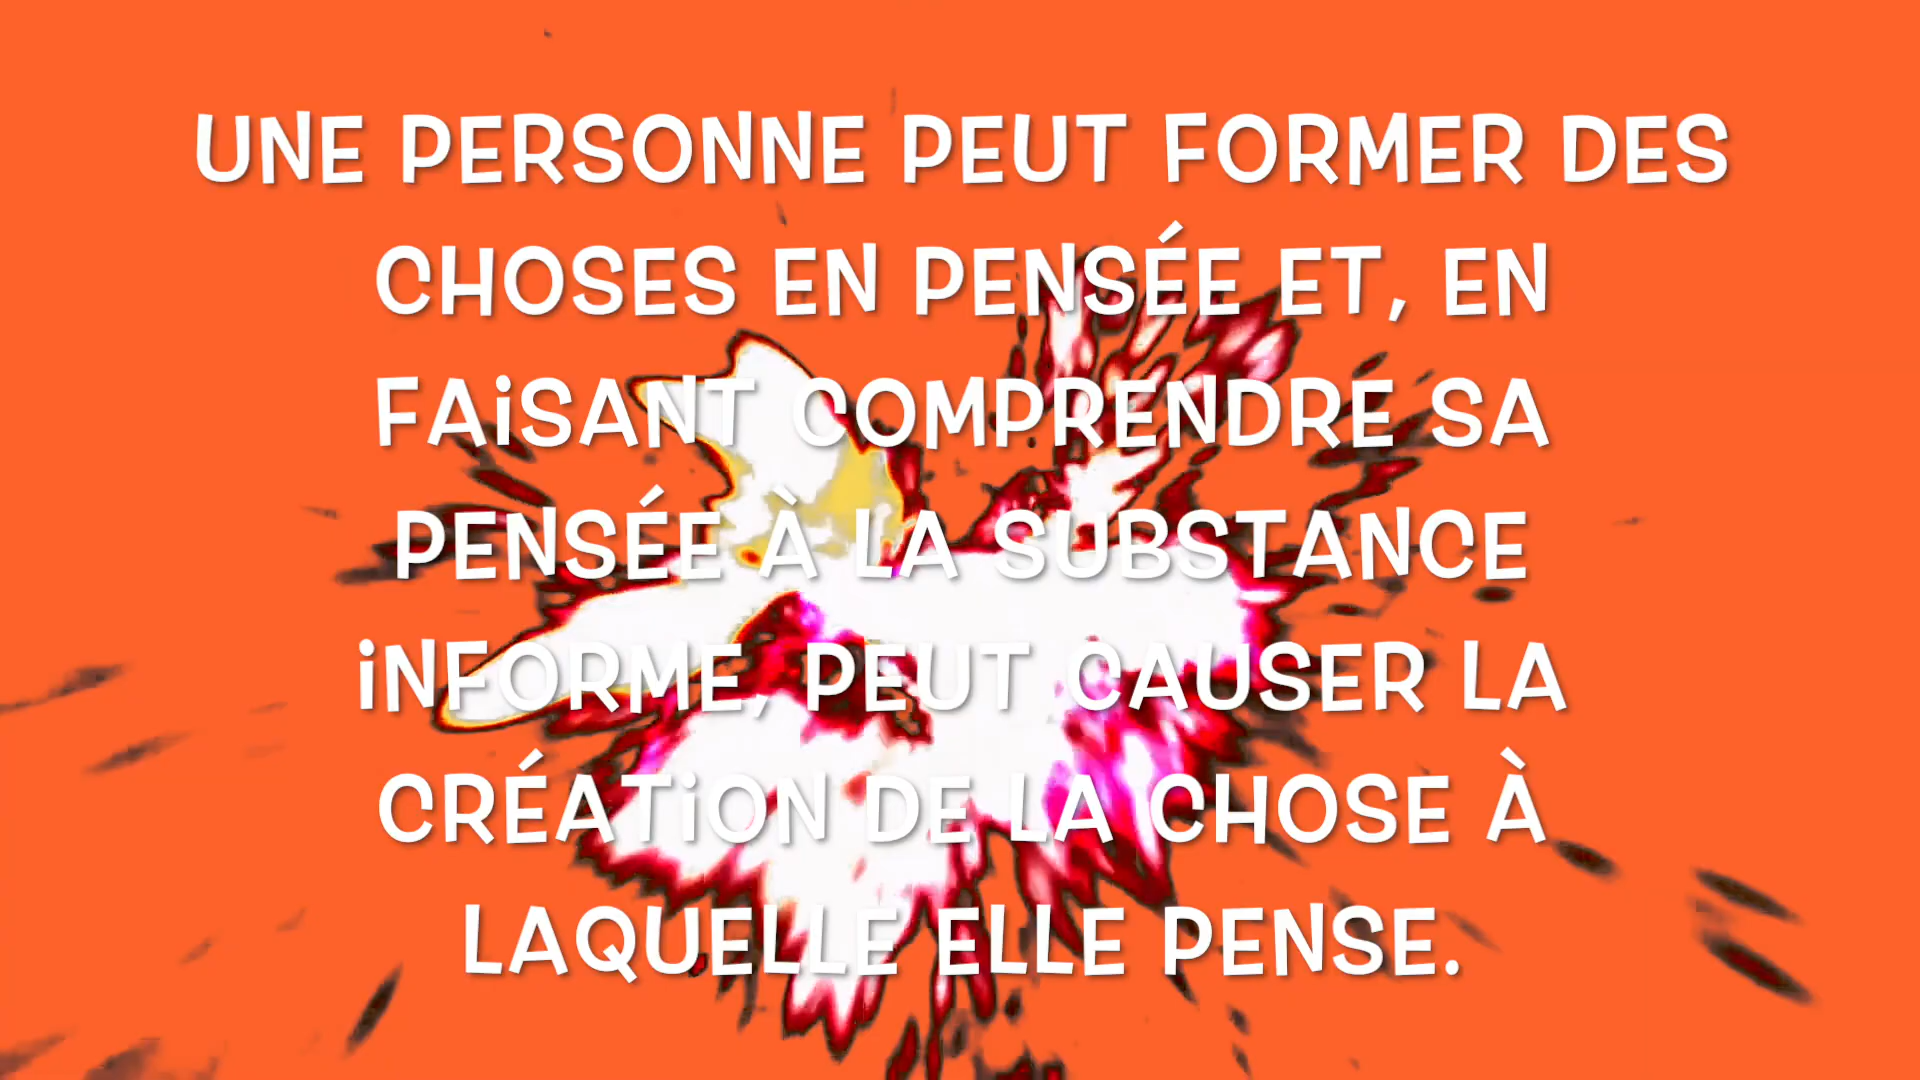 UNE PERSONNE PEUT FORMER DES
CHOSES EN PENSÉE ET, EN
FAiSANT COMPRENDRE SA
PENSÉE À LA SUBSTANCE
iNFORME, PEUT CAUSER LA
CRÉATiON DE LA CHOSE À
LAQUELLE ELLE PENSE.